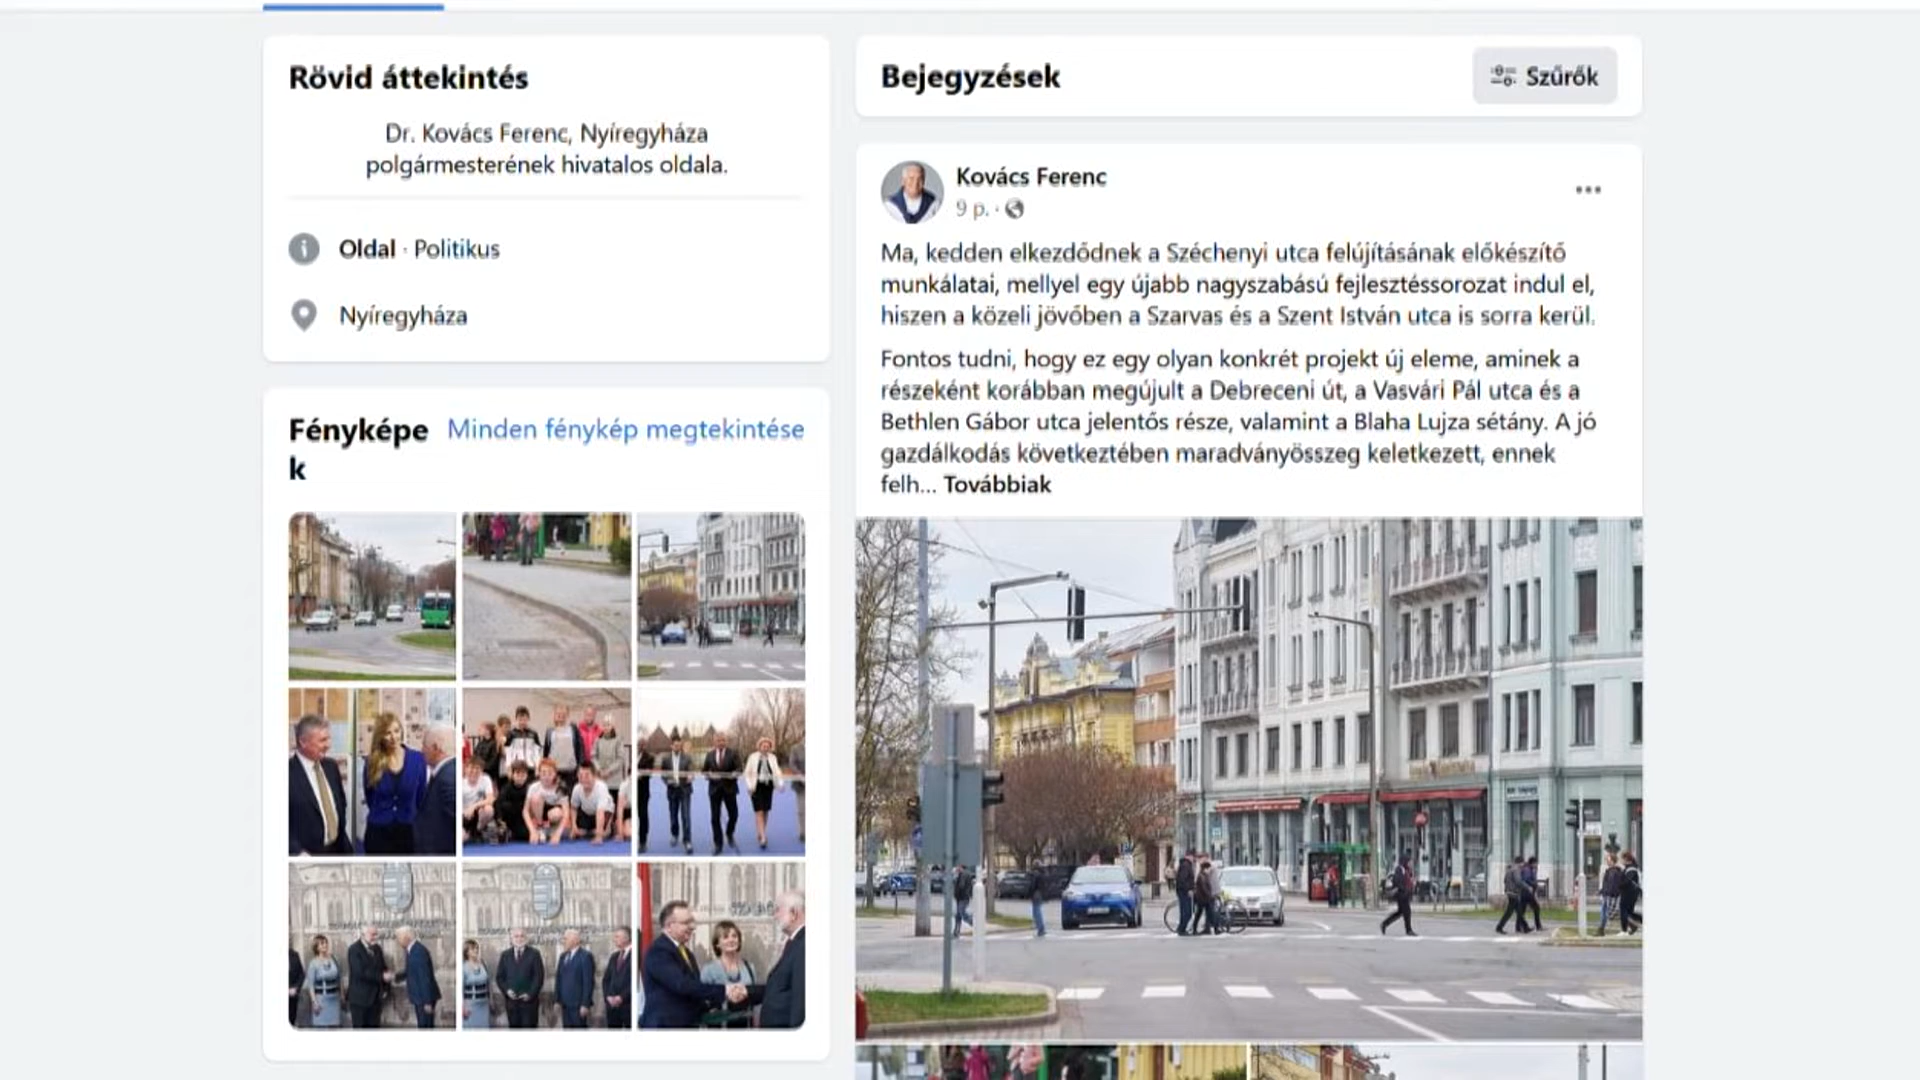 Rövid áttekintés
Dr. Kovács Ferenc, Nyíregyháza
polgármesterének hivatalos oldala.
Oldal · Politikus
Nyíregyháza
Fényképe
k
Minden fénykép megtekintése
Bejegyzések
Szűrők
Kovács Ferenc
9 p. ·
Ma, kedden elkezdődnek a Széchenyi utca felújításának előkészítő
munkálatai, mellyel egy újabb nagyszabású fejlesztéssorozat indul el,
hiszen a közeli jövőben a Szarvas és a Szent István utca is sorra kerül.
Fontos tudni, hogy ez egy olyan konkrét projekt új eleme, aminek a
részeként korábban megújult a Debreceni út, a Vasvári Pál utca és a
Bethlen Gábor utca jelentős része, valamint a Blaha Lujza sétány. A jó
gazdálkodás következtében maradványösszeg keletkezett, ennek
felh... Továbbiak